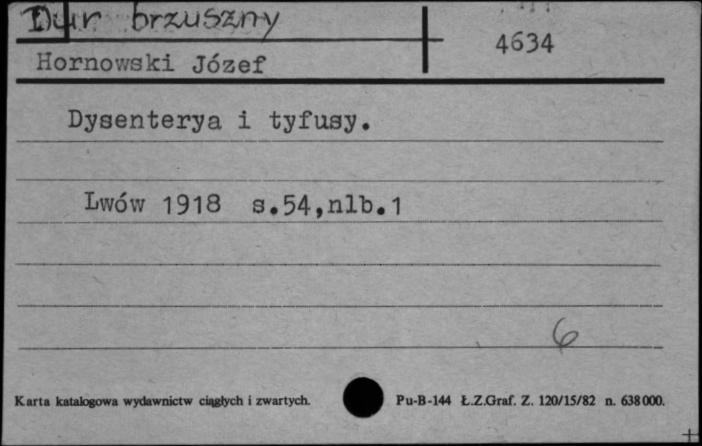 Dur brzuszny
4634
Hornowski Józef
Dysenterya i tyfusy.
Lwów 1918 s.54,nlb.1
6
Karta katalogowa wydawnictw ciągłych i zwartych.
Pu-B-144 Ł.Z.Graf. Z. 120/15/82 n. 638000.